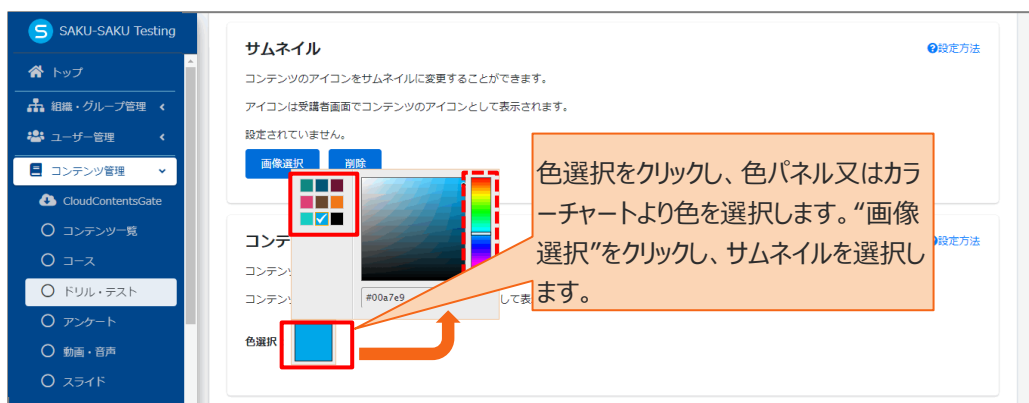 SAKU-SAKU Testing
トップ
組織・グループ管理
ユーザー管理
コンテンツ管理
CloudContentsGate
コンテンツ一覧
コース
ドリル・テスト
アンケート
動画・音声
スライド
サムネイル
設定方法
コンテンツのアイコンをサムネイルに変更することができます。
アイコンは受講者画面でコンテンツのアイコンとして表示されます。
設定されていません。
画像選択 削除
コンテ
設定方法
コンテン
コンテン
#00a7e9
して表
色選択
色選択をクリックし、色パネル又はカラ
ーチャートより色を選択します。“画像
選択”をクリックし、サムネイルを選択し
ます。